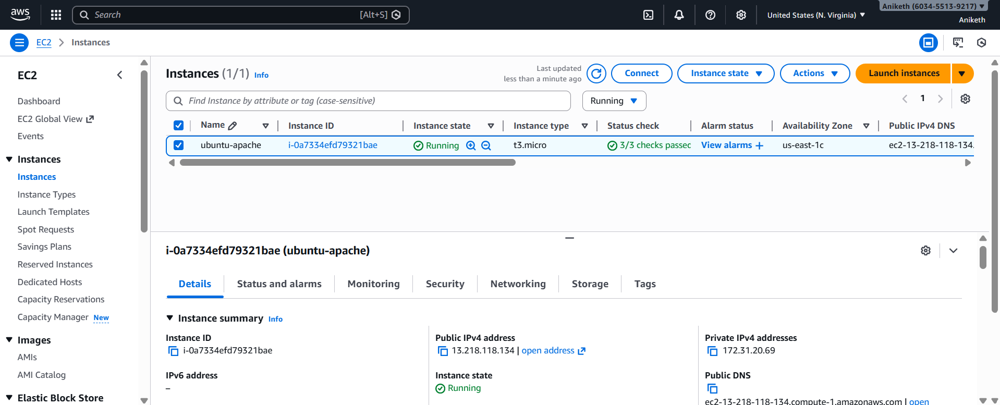 aws
Search [Alt+S]
United States (N. Virginia)
Aniketh (6034-5513-9217)
Aniketh
EC2 Instances
EC2
Dashboard
EC2 Global View
Events
Instances
Instances
Instance Types
Launch Templates
Spot Requests
Savings Plans
Reserved Instances
Dedicated Hosts
Capacity Reservations
Capacity Manager New
Images
AMIs
AMI Catalog
Elastic Block Store
Instances (1/1) Info
Last updated
less than a minute ago
Connect
Instance state
Actions
Launch instances
Find Instance by attribute or tag (case-sensitive)
Running
1
Name Instance ID Instance state Instance type Status check Alarm status Availability Zone Public IPv4 DNS
ubuntu-apache i-0a7334efd79321bae Running t3.micro 3/3 checks passed View alarms + us-east-1c ec2-13-218-118-134.
i-0a7334efd79321bae (ubuntu-apache)
Details Status and alarms Monitoring Security Networking Storage Tags
Instance summary Info
Instance ID
i-0a7334efd79321bae
Public IPv4 address
13.218.118.134 | open address
Private IPv4 addresses
172.31.20.69
IPv6 address
–
Instance state
Running
Public DNS
ec2-13-218-118-134.compute-1.amazonaws.com | open